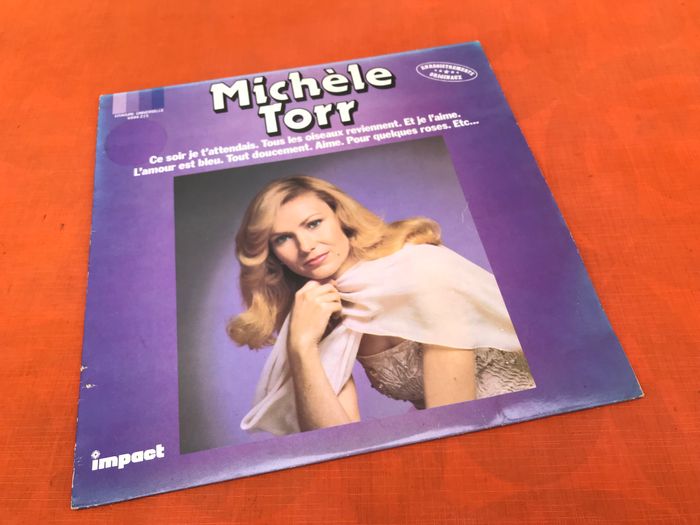 Michèle
Torr
ENREGISTREMENTS
ORIGINAUX
Ce soir je t'attendais. Tous les oiseaux reviennent. Et je l'aime.
L'amour est bleu. Tout doucement. Aime. Pour quelques roses. Etc...
impact